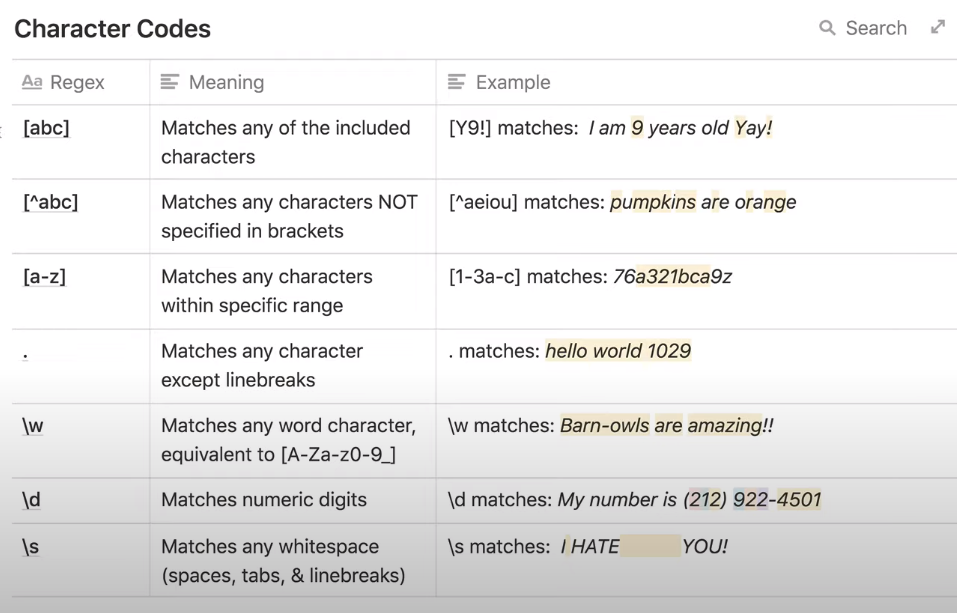 Character Codes
Search
Aa Regex
Meaning
Example
[abc]
Matches any of the included
characters
[Y9!] matches: I am 9 years old Yay!
[^abc]
Matches any characters NOT
specified in brackets
[^aeiou] matches: pumpkins are orange
[a-z]
Matches any characters
within specific range
[1-3a-c] matches: 76a321bca9z
.
Matches any character
except linebreaks
. matches: hello world 1029
\w
Matches any word character,
equivalent to [A-Za-z0-9_]
\w matches: Barn-owls are amazing!!
\d
Matches numeric digits
\d matches: My number is (212) 922-4501
\s
Matches any whitespace
(spaces, tabs, & linebreaks)
\s matches: I HATE YOU!